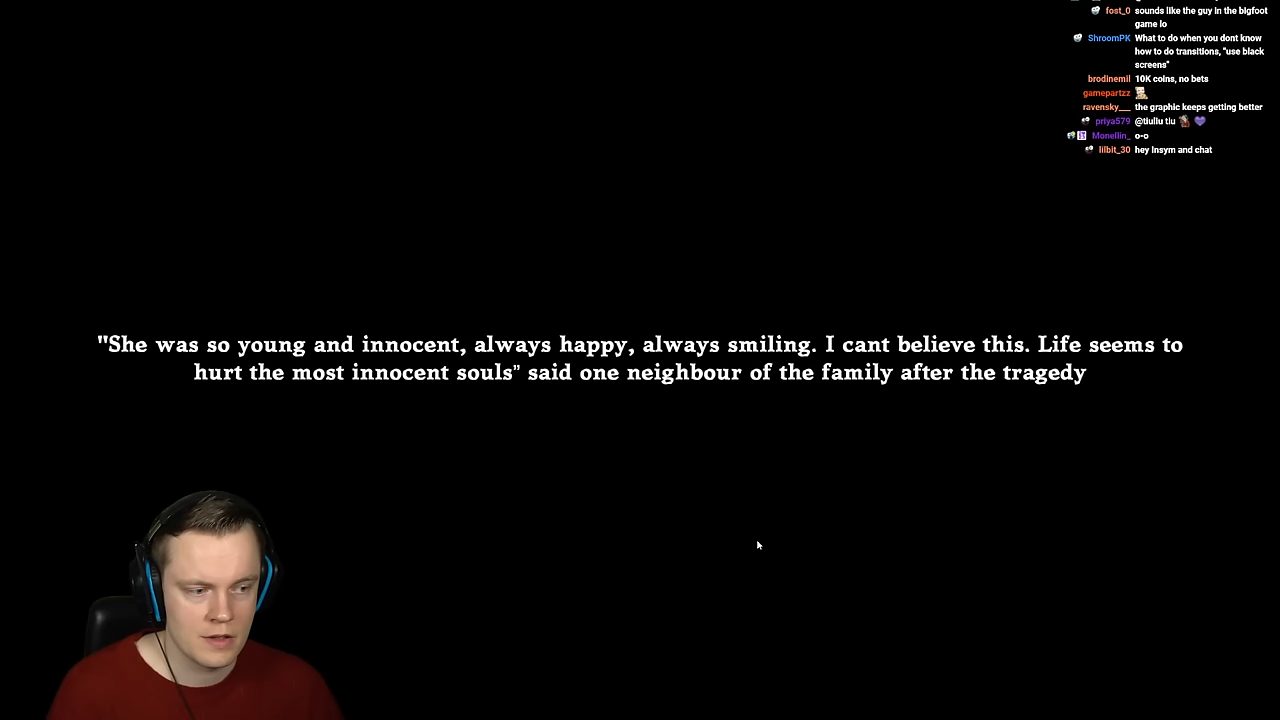 fost_0 sounds like the guy in the bigfoot
game lo
ShroomPK What to do when you dont know
how to do transitions, "use black
screens"
brodinemil 10K coins, no bets
gamepartzz
ravensky___ the graphic keeps getting better
priya579 @tiuliu tiu
Monellin_ o-o
lilbit_30 hey Insym and chat
"She was so young and innocent, always happy, always smiling. I cant believe this. Life seems to
hurt the most innocent souls” said one neighbour of the family after the tragedy